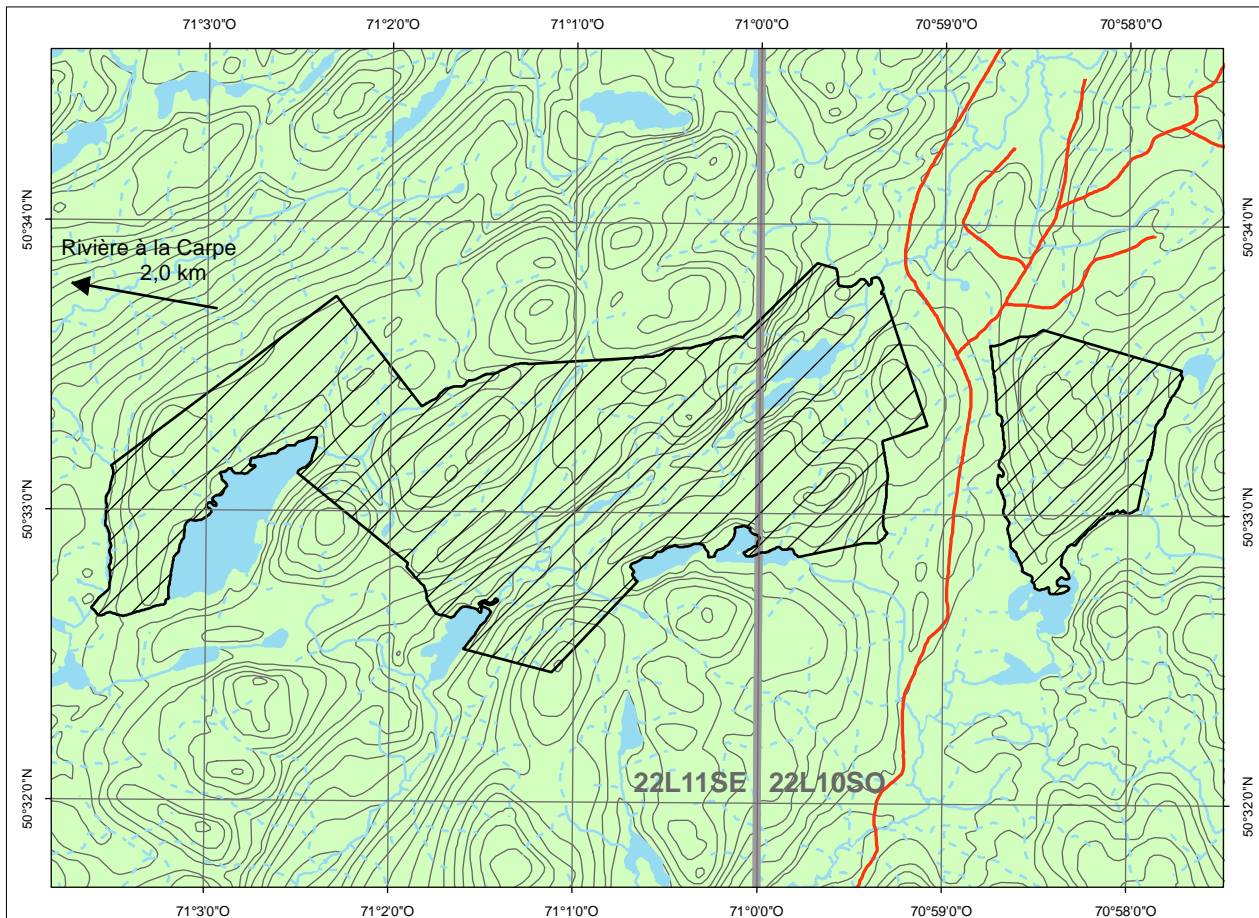 71°3'0"O 71°2'0"O 71°1'0"O 71°0'0"O 70°59'0"O 70°58'0"O
50°34'0"N 50°34'0"N
Rivière à la Carpe
2,0 km
50°33'0"N 50°33'0"N
22L11SE 22L10SO
50°32'0"N 50°32'0"N
71°3'0"O 71°2'0"O 71°1'0"O 71°0'0"O 70°59'0"O 70°58'0"O